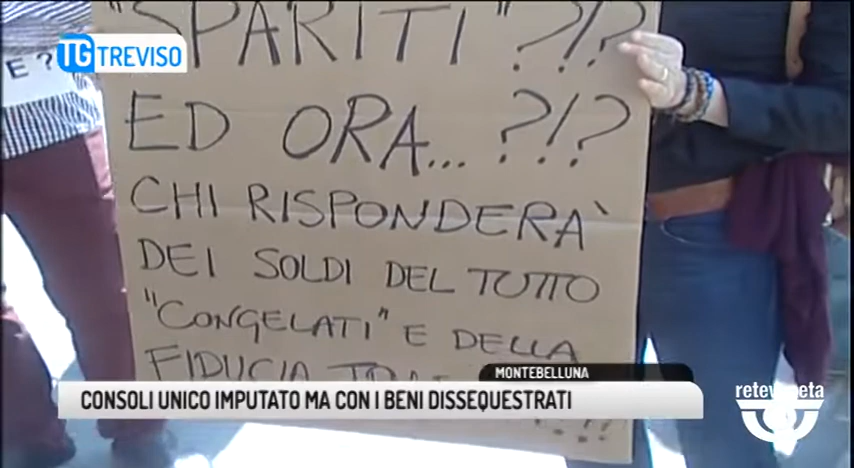 "SPARITI"?!?
TG TREVISO
E?
ED ORA...?!?
CHI RISPONDERÀ
DEI SOLDI DEL TUTTO
"CONGELATI" E DELLA
FIDUCIA
MONTEBELLUNA
CONSOLI UNICO IMPUTATO MA CON I BENI DISSEQUESTRATI
reteveneta